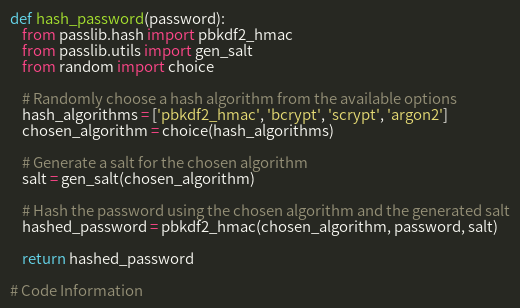 def hash_password(password):
from passlib.hash import pbkdf2_hmac
from passlib.utils import gen_salt
from random import choice
# Randomly choose a hash algorithm from the available options
hash_algorithms = ['pbkdf2_hmac', 'bcrypt', 'scrypt', 'argon2']
chosen_algorithm = choice(hash_algorithms)
# Generate a salt for the chosen algorithm
salt = gen_salt(chosen_algorithm)
# Hash the password using the chosen algorithm and the generated salt
hashed_password = pbkdf2_hmac(chosen_algorithm, password, salt)
return hashed_password
# Code Information